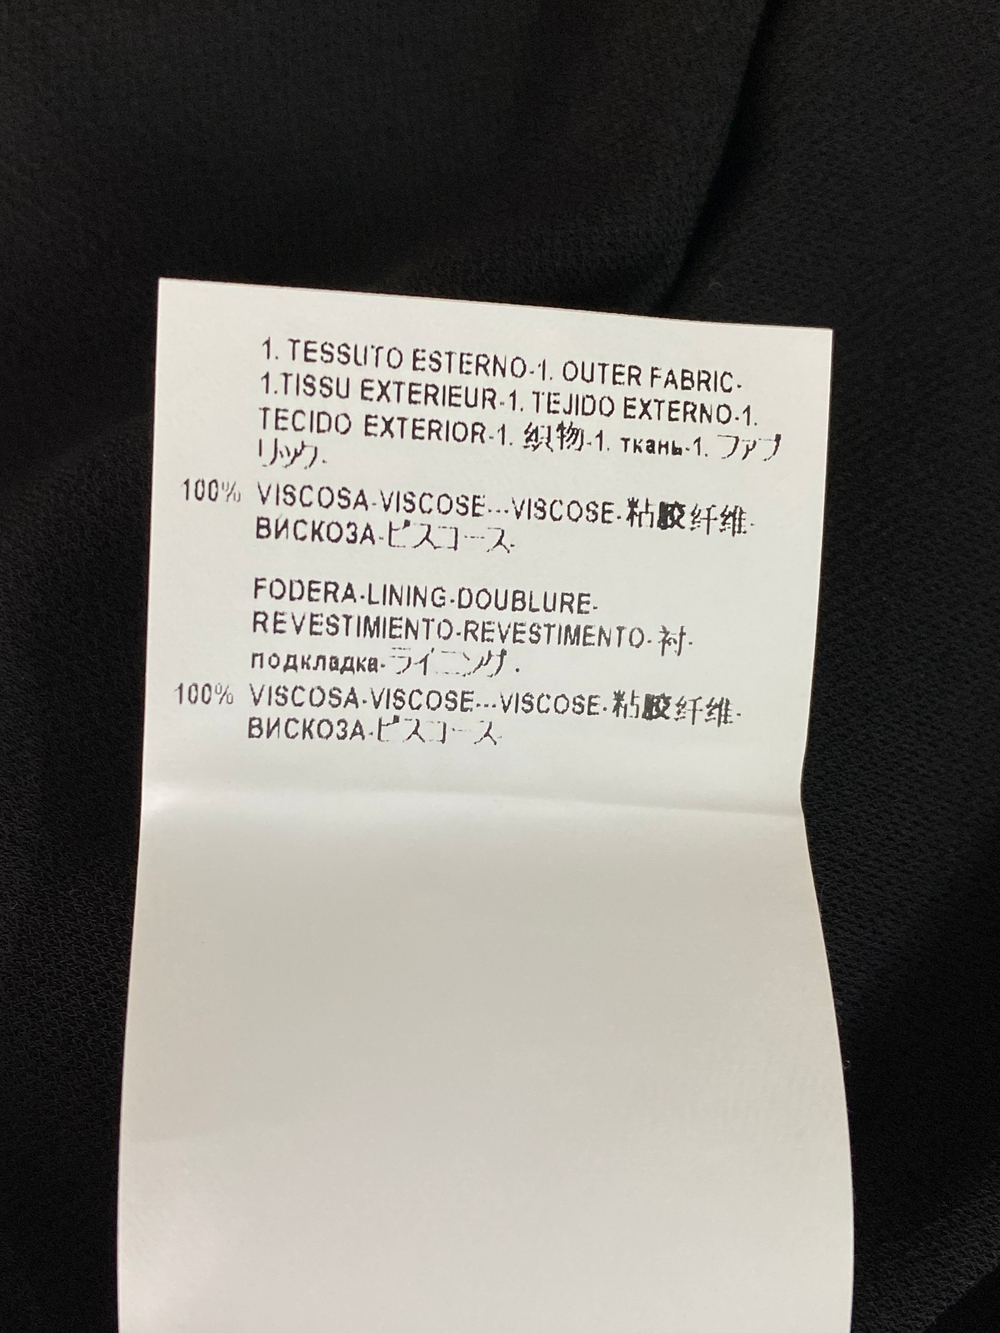 1. TESSUTO ESTERNO-1. OUTER FABRIC-
1.TISSU EXTERIEUR-1. TEJIDO EXTERNO-1.
TECIDO EXTERIOR-1. 织物-1. ткань-1. ファブ
リック.
100% VISCOSA-VISCOSE---VISCOSE-粘胶纤维-
ВИСКОЗА-ビスコース-
FODERA-LINING-DOUBLURE-
REVESTIMIENTO-REVESTIMENTO-衬-
подкладка-ライニング.
100% VISCOSA-VISCOSE---VISCOSE-粘胶纤维-
ВИСКОЗА-ビスコース-